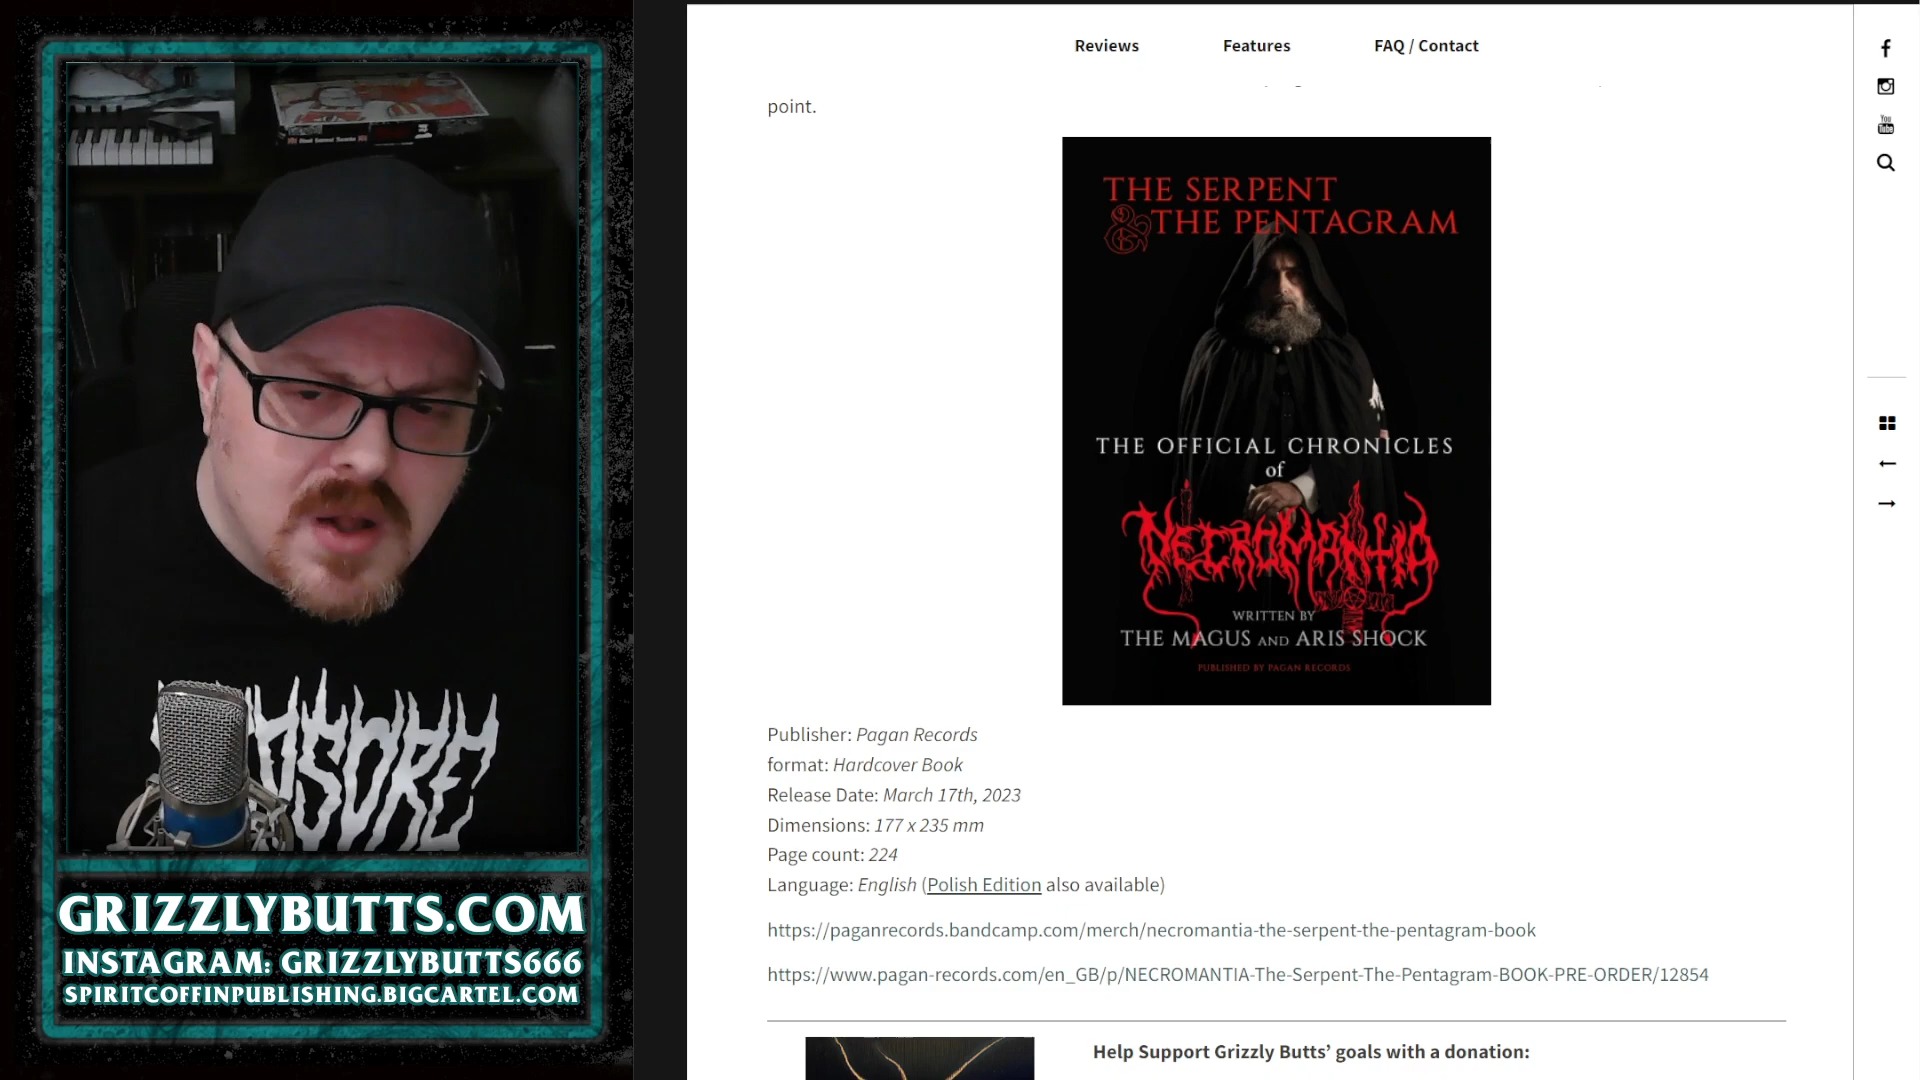 Reviews
Features
FAQ / Contact
point.
THE SERPENT
& THE PENTAGRAM
THE OFFICIAL CHRONICLES
of
NECROMANTIA
WRITTEN BY
THE MAGUS AND ARIS SHOCK
PUBLISHED BY PAGAN RECORDS
Publisher: Pagan Records
format: Hardcover Book
Release Date: March 17th, 2023
Dimensions: 177 x 235 mm
Page count: 224
Language: English (Polish Edition also available)
https://paganrecords.bandcamp.com/merch/necromantia-the-serpent-the-pentagram-book
https://www.pagan-records.com/en_GB/p/NECROMANTIA-The-Serpent-The-Pentagram-BOOK-PRE-ORDER/12854
Help Support Grizzly Butts’ goals with a donation:
You
Tube
GRIZZLYBUTTS.COM
INSTAGRAM: GRIZZLYBUTTS666
SPIRITCOFFINPUBLISHING.BIGCARTEL.COM